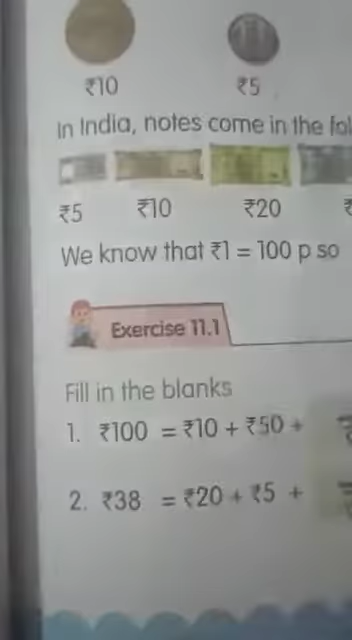 ₹10 ₹5
In India, notes come in the fol
₹5 ₹10 ₹20
We know that ₹1 = 100 p so
Exercise 11.1
Fill in the blanks
1. ₹100 = ₹10 + ₹50 +
2. ₹38 = ₹20 + ₹5 +